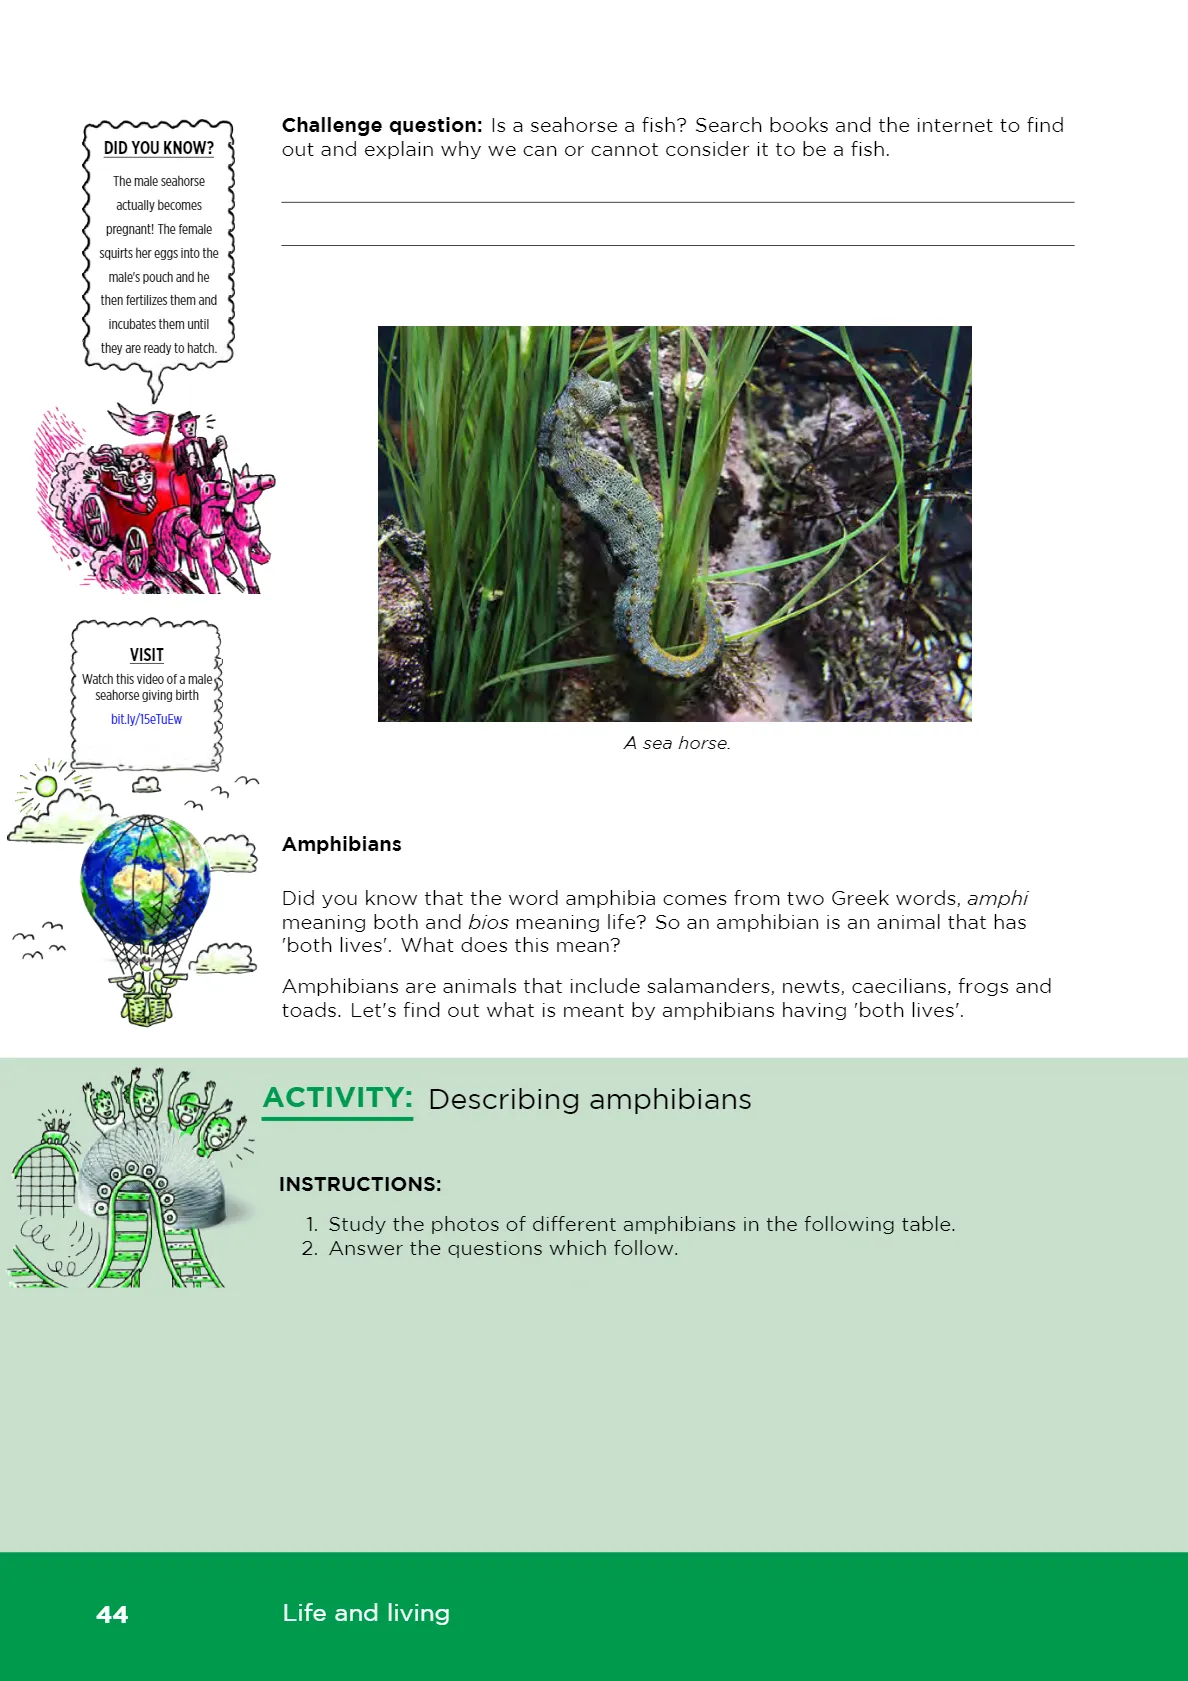 Challenge question: Is a seahorse a fish? Search books and the internet to find
out and explain why we can or cannot consider it to be a fish.
DID YOU KNOW?
The male seahorse
actually becomes
pregnant! The female
squirts her eggs into the
male's pouch and he
then fertilizes them and
incubates them until
they are ready to hatch.
VISIT
Watch this video of a male
seahorse giving birth
bit.ly/15eTuEw
A sea horse.
Amphibians
Did you know that the word amphibia comes from two Greek words, amphi
meaning both and bios meaning life? So an amphibian is an animal that has
'both lives'. What does this mean?
Amphibians are animals that include salamanders, newts, caecilians, frogs and
toads. Let's find out what is meant by amphibians having 'both lives'.
ACTIVITY: Describing amphibians
INSTRUCTIONS:
1. Study the photos of different amphibians in the following table.
2. Answer the questions which follow.
44 Life and living